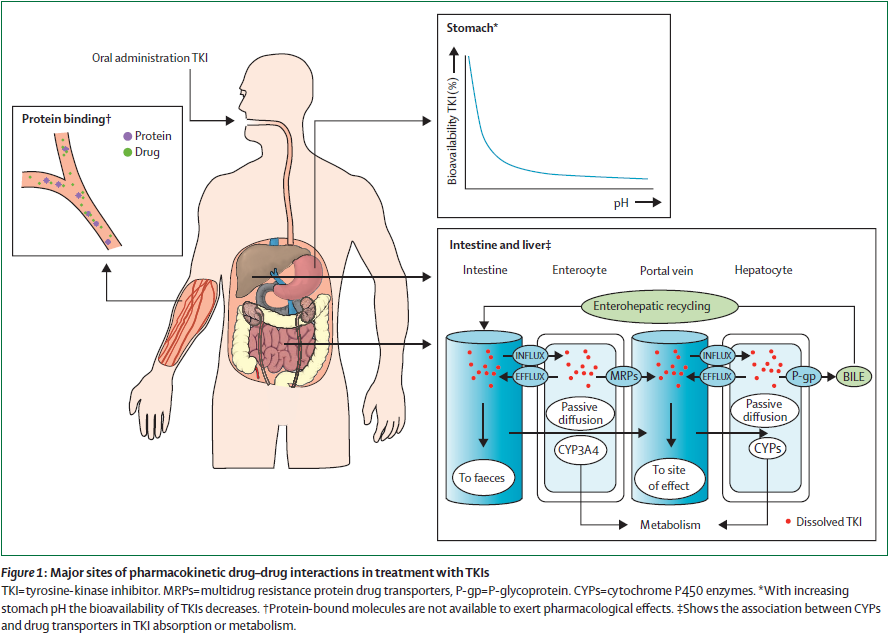 Oral administration TKI
Protein binding†
Protein
Drug
Stomach*
Bioavailability TKI (%)
pH
Intestine and liver‡
Intestine
Enterocyte
Portal vein
Hepatocyte
Enterohepatic recycling
INFLUX
EFFLUX
MRPs
INFLUX
EFFLUX
P-gp
BILE
Passive
diffusion
CYP3A4
Passive
diffusion
CYPs
To faeces
To site
of effect
Metabolism
Dissolved TKI
Figure 1: Major sites of pharmacokinetic drug–drug interactions in treatment with TKIs
TKI=tyrosine-kinase inhibitor. MRPs=multidrug resistance protein drug transporters, P-gp=P-glycoprotein. CYPs=cytochrome P450 enzymes. *With increasing
stomach pH the bioavailability of TKIs decreases. †Protein-bound molecules are not available to exert pharmacological effects. ‡Shows the association between CYPs
and drug transporters in TKI absorption or metabolism.